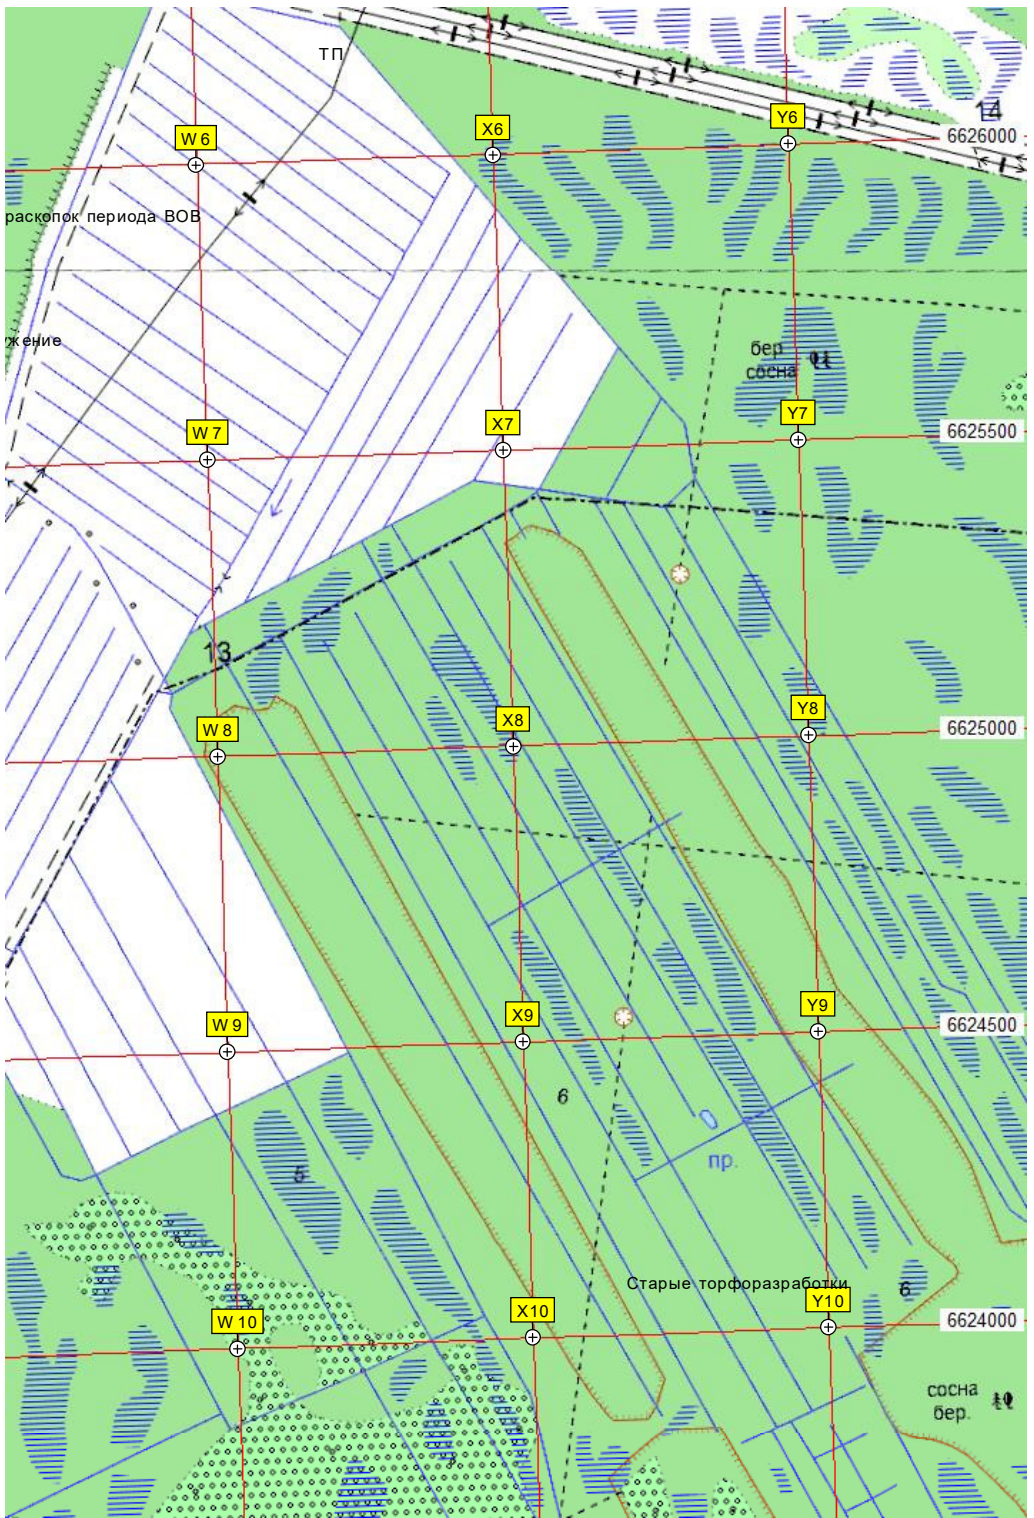 ТП
14
Y6
6626000
W 6
X6
раскопок периода ВОВ
жение
бер
сосна
Y7
6625500
X7
W 7
13
Y8
6625000
X8
W 8
Y9
6624500
X9
W 9
6
пр.
5
Старые торфоразработки
6
Y10
6624000
X10
W 10
сосна
бер.